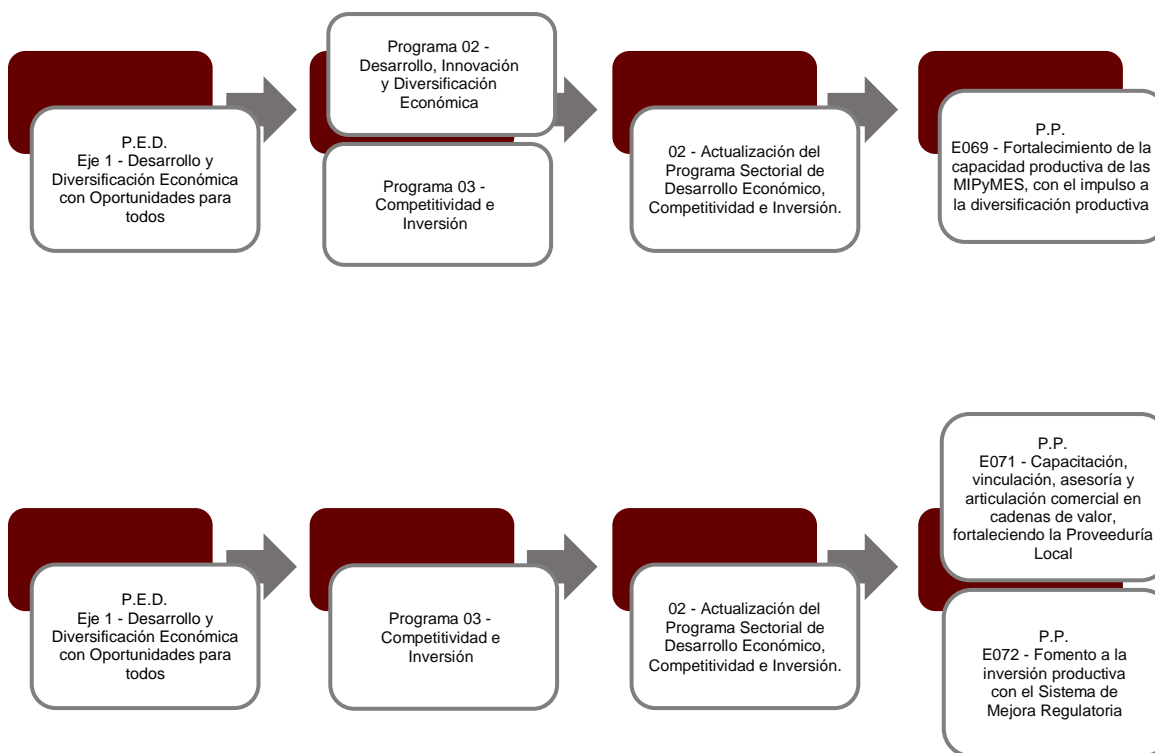 P.E.D.
Eje 1 - Desarrollo y
Diversificación Económica
con Oportunidades para
todos
Programa 02 -
Desarrollo, Innovación
y Diversificación
Económica
Programa 03 -
Competitividad e
Inversión
02 - Actualización del
Programa Sectorial de
Desarrollo Económico,
Competitividad e Inversión.
P.P.
E069 - Fortalecimiento de la
capacidad productiva de las
MIPyMES, con el impulso a
la diversificación productiva
P.E.D.
Eje 1 - Desarrollo y
Diversificación Económica
con Oportunidades para
todos
Programa 03 -
Competitividad e
Inversión
02 - Actualización del
Programa Sectorial de
Desarrollo Económico,
Competitividad e Inversión.
P.P.
E071 - Capacitación,
vinculación, asesoría y
articulación comercial en
cadenas de valor,
fortaleciendo la Proveeduría
Local
P.P.
E072 - Fomento a la
inversión productiva
con el Sistema de
Mejora Regulatoria